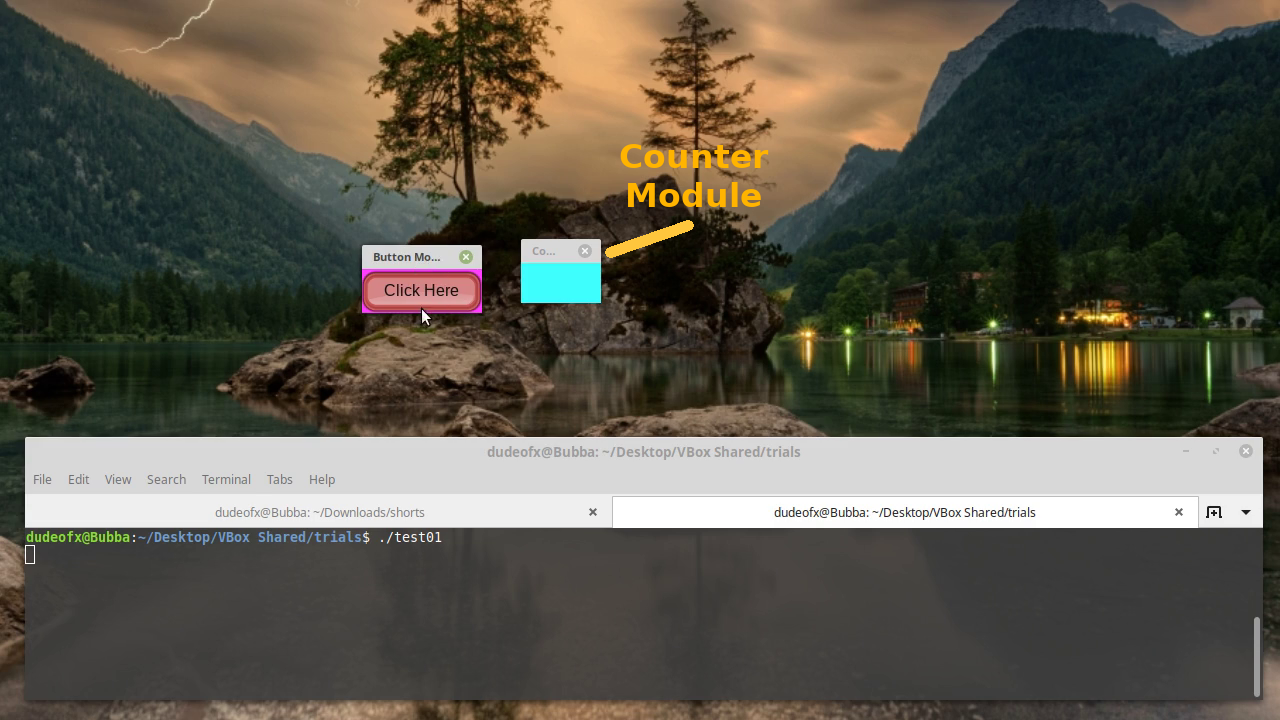 Counter
Module
Button Mo...
Co...
Click Here
dudeofx@Bubba: ~/Desktop/VBox Shared/trials
File Edit View Search Terminal Tabs Help
dudeofx@Bubba: ~/Downloads/shorts
dudeofx@Bubba: ~/Desktop/VBox Shared/trials
dudeofx@Bubba:~/Desktop/VBox Shared/trials$ ./test01